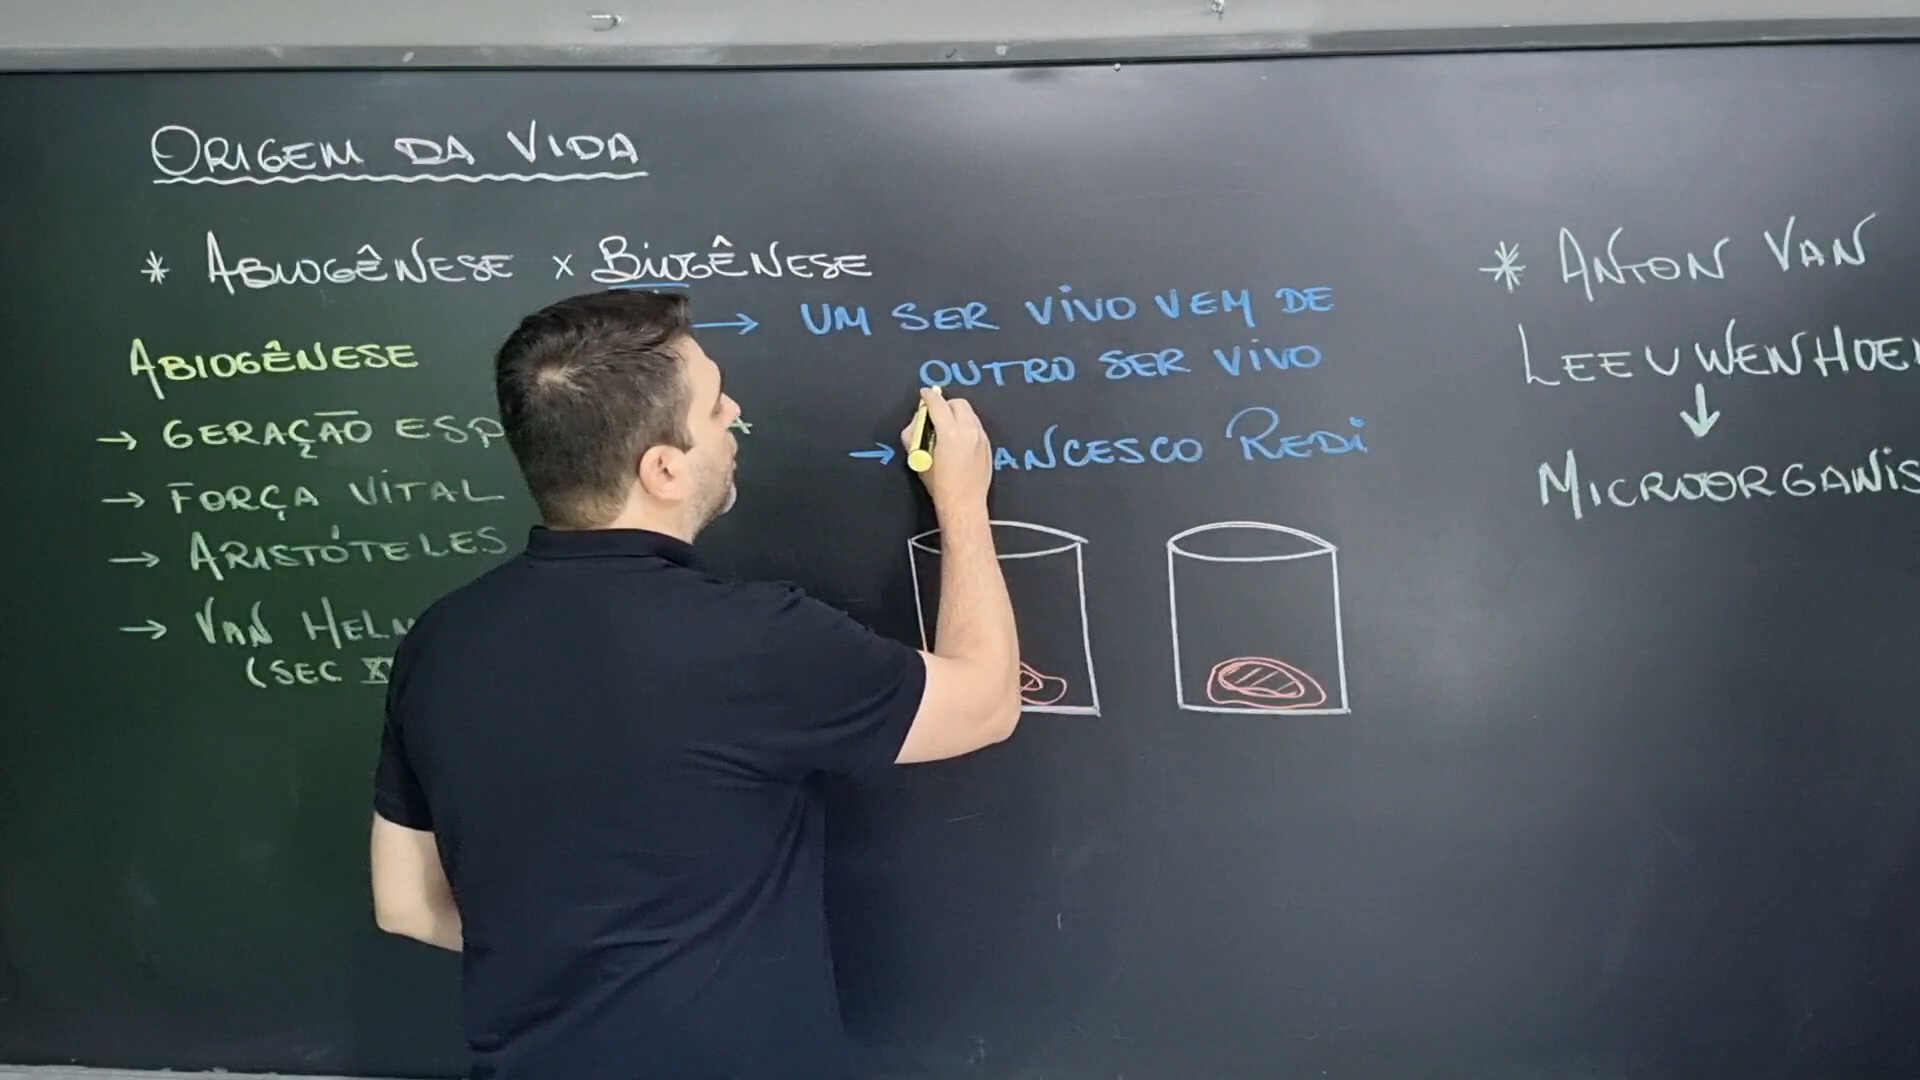 ORIGEM DA VIDA
* ABIOGÊNESE X BIOGÊNESE
ABIOGÊNESE
→ GERAÇÃO ESP
→ FORÇA VITAL
→ ARISTÓTELES
→ VAN HELM
(SEC X
→ UM SER VIVO VEM DE
OUTRO SER VIVO
→ ANCESCO REDI
* ANTON VAN
LEEUWENHOE
↓
MICROORGANIS